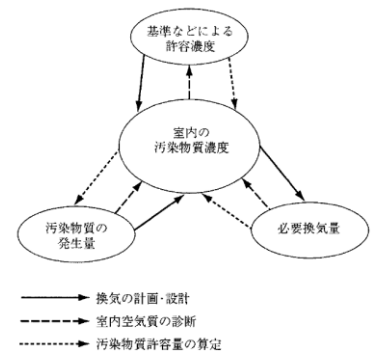 基準などによる
許容濃度
室内の
汚染物質濃度
汚染物質の
発生量
必要換気量
換気の計画･設計
室内空気質の診断
汚染物質許容量の算定